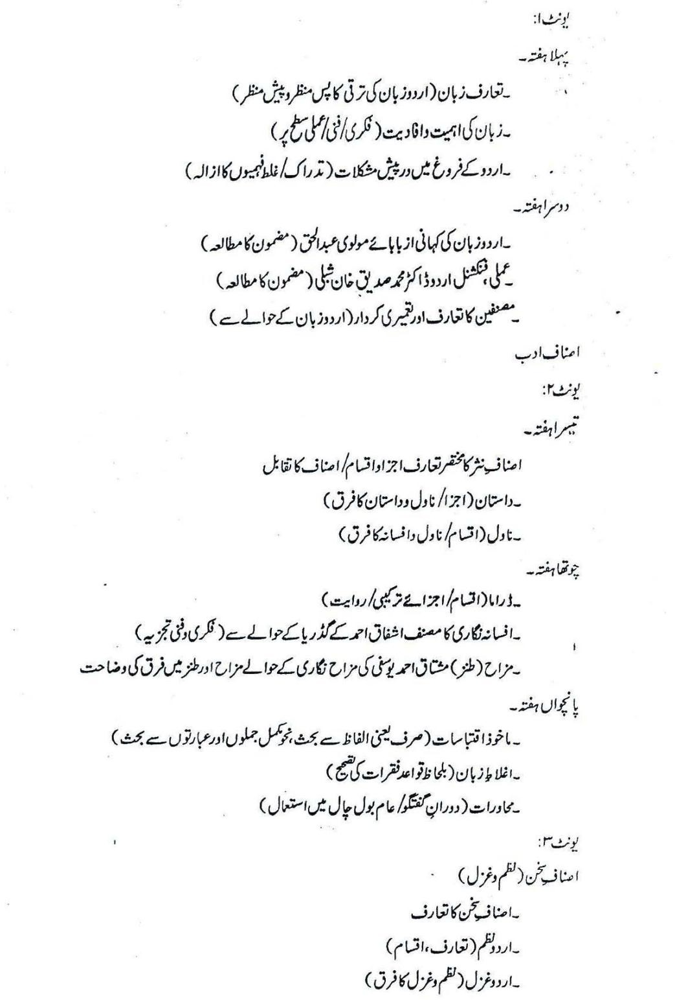 یونٹ۱:
پہلا ہفتہ۔
۔تعارف زبان (اردو زبان کی ترقی کا پس منظر و پیش منظر)
۔زبان کی اہمیت و افادیت (فکری/فنی/عملی سطح پر)
۔اردو کے فروغ میں درپیش مشکلات (تدراک/غلط فہمیوں کا ازالہ)
دوسرا ہفتہ۔
۔اردو زبان کی کہانی از بابائے مولوی عبدالحق (مضمون کا مطالعہ)
۔عملی، فنکشنل اردو ڈاکٹر محمد صدیق خان شبلی (مضمون کا مطالعہ)
۔مصنفین کا تعارف اور تعمیری کردار (اردو زبان کے حوالے سے)
اصناف ادب
یونٹ۲:
تیسرا ہفتہ۔
اصنافِ نثر کا مختصر تعارف اجزا و اقسام/اصناف کا تقابل
۔داستان (اجزا/ناول و داستان کا فرق)
۔ناول (اقسام/ناول و افسانہ کا فرق)
چوتھا ہفتہ۔
۔ڈراما (اقسام/اجزائے ترکیبی/روایت)
۔افسانہ نگاری کا مصنف اشفاق احمد کے گڈریا کے حوالے سے (فکری و فنی تجزیہ)
۔مزاح (طنز) مشتاق احمد یوسفی کی مزاح نگاری کے حوالے مزاح اور طنز میں فرق کی وضاحت
پانچواں ہفتہ۔
۔ماخوذ اقتباسات (صرف یعنی الفاظ سے بحث، نحو مکمل جملوں اور عبارتوں سے بحث)
۔اغلاطِ زبان (بلحاظ قواعد فقرات کی تصحیح)
۔محاورات (دورانِ گفتگو/عام بول چال میں استعمال)
یونٹ۳:
اصنافِ سخن (نظم و غزل)
۔اصنافِ سخن کا تعارف
۔اردو نظم (تعارف، اقسام)
۔اردو غزل (نظم و غزل کا فرق)